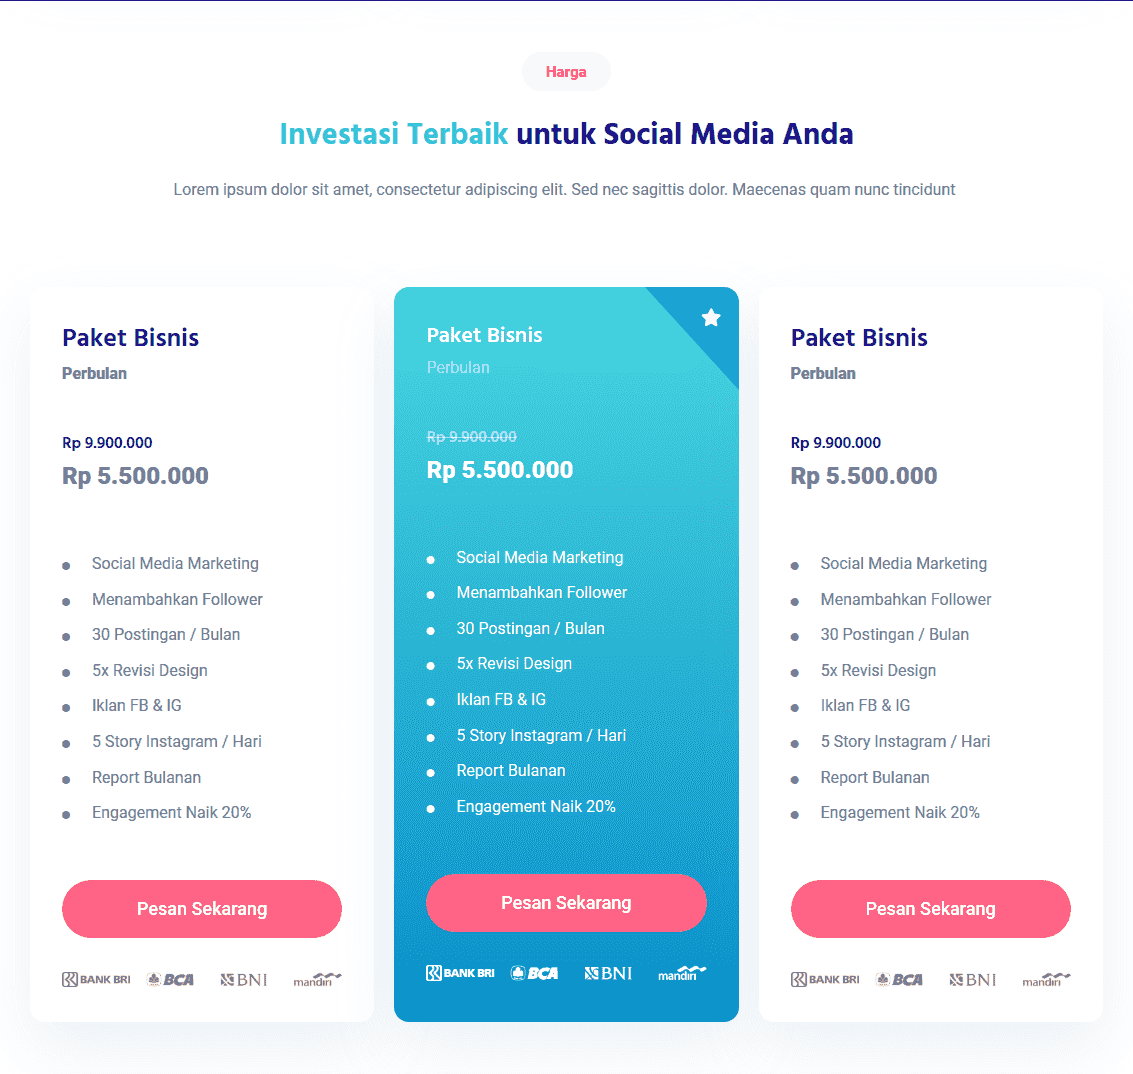 Harga
Investasi Terbaik untuk Social Media Anda
Lorem ipsum dolor sit amet, consectetur adipiscing elit. Sed nec sagittis dolor. Maecenas quam nunc tincidunt
Paket Bisnis
Perbulan
Rp 9.900.000
Rp 5.500.000
Social Media Marketing
Menambahkan Follower
30 Postingan / Bulan
5x Revisi Design
Iklan FB & IG
5 Story Instagram / Hari
Report Bulanan
Engagement Naik 20%
Pesan Sekarang
BANK BRI BCA BNI mandiri
Paket Bisnis
Perbulan
Rp 9.900.000
Rp 5.500.000
Social Media Marketing
Menambahkan Follower
30 Postingan / Bulan
5x Revisi Design
Iklan FB & IG
5 Story Instagram / Hari
Report Bulanan
Engagement Naik 20%
Pesan Sekarang
BANK BRI BCA BNI mandiri
Paket Bisnis
Perbulan
Rp 9.900.000
Rp 5.500.000
Social Media Marketing
Menambahkan Follower
30 Postingan / Bulan
5x Revisi Design
Iklan FB & IG
5 Story Instagram / Hari
Report Bulanan
Engagement Naik 20%
Pesan Sekarang
BANK BRI BCA BNI mandiri